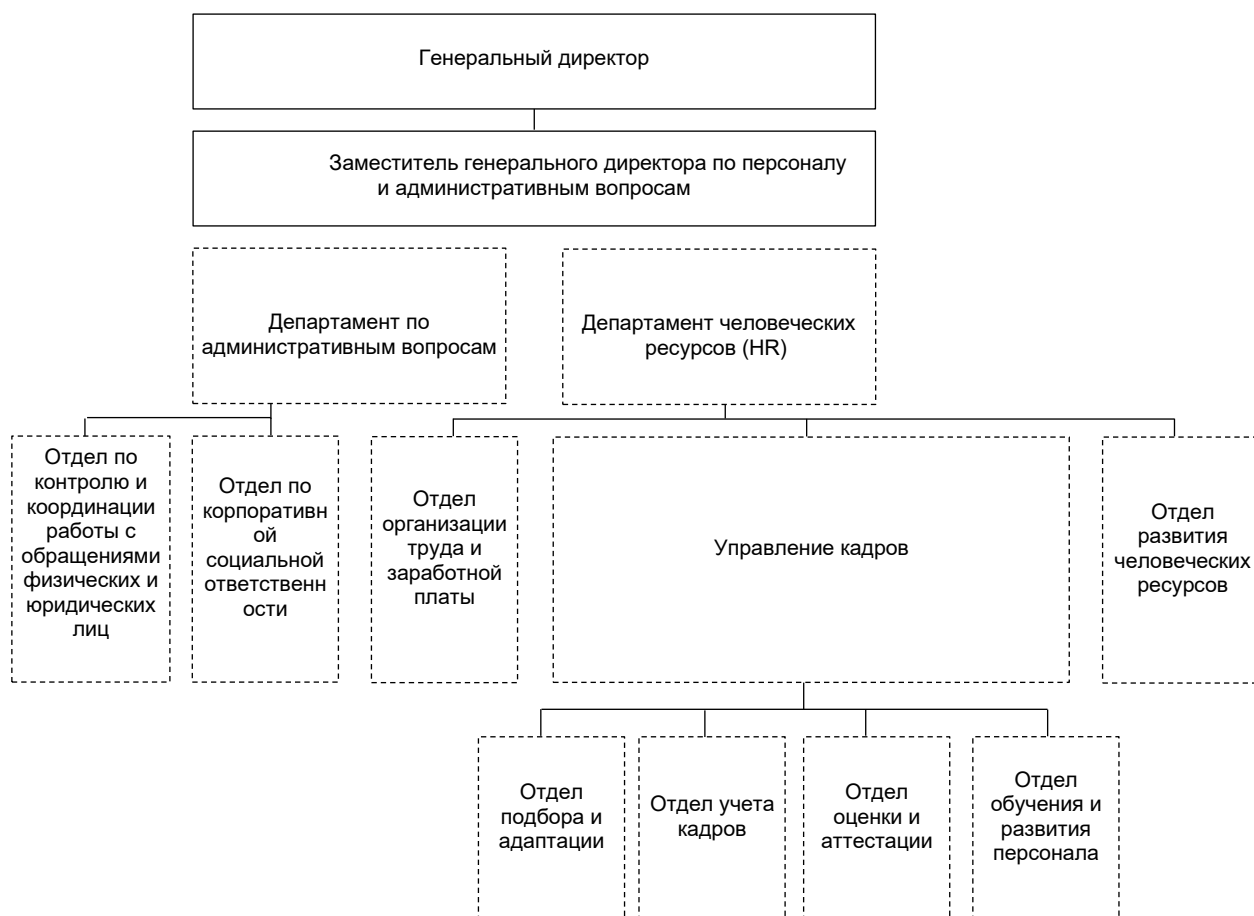 Генеральный директор
Заместитель генерального директора по персоналу
и административным вопросам
Департамент по
административным вопросам
Департамент человеческих
ресурсов (HR)
Отдел по
контролю и
координации
работы с
обращениями
физических и
юридических
лиц
Отдел по
корпоративн
ой
социальной
ответственн
ости
Отдел
организации
труда и
заработной
платы
Управление кадров
Отдел
развития
человеческих
ресурсов
Отдел
подбора и
адаптации
Отдел учета
кадров
Отдел
оценки и
аттестации
Отдел
обучения и
развития
персонала